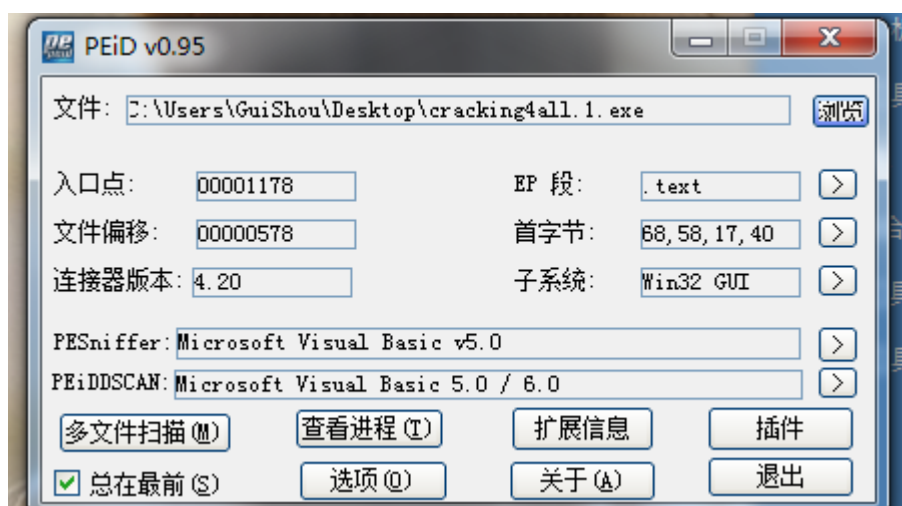 PEiD v0.95
文件: C:\Users\GuiShou\Desktop\cracking4all.1.exe 浏览
入口点: 00001178 EP 段: .text >
文件偏移: 00000578 首字节: 68,58,17,40 >
连接器版本: 4.20 子系统: Win32 GUI >
PESniffer: Microsoft Visual Basic v5.0 >
PEiDDSCAN: Microsoft Visual Basic 5.0 / 6.0 >
多文件扫描(M) 查看进程(T) 扩展信息 插件
总在最前(S) 选项(O) 关于(A) 退出